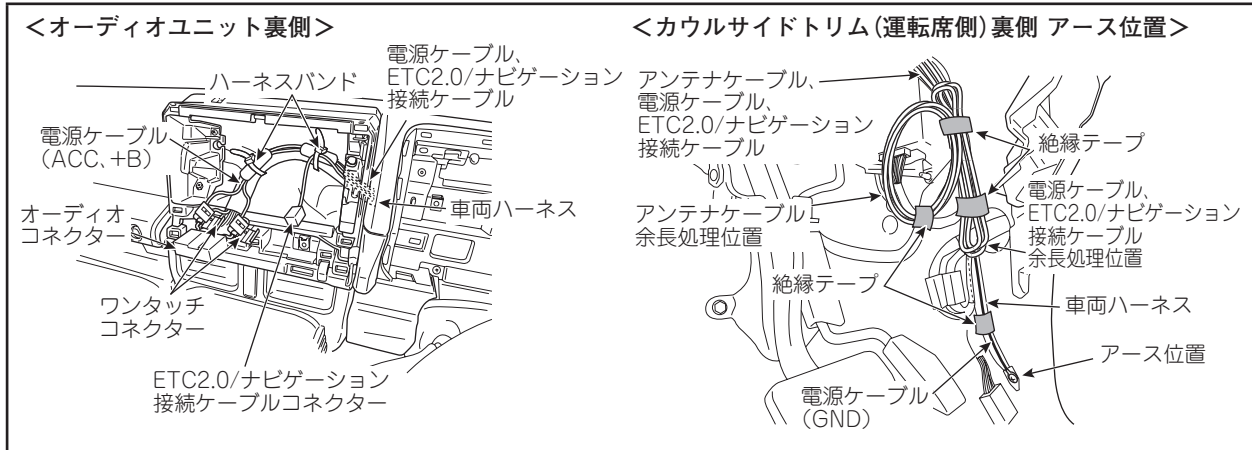 ＜オーディオユニット裏側＞
ハーネスバンド
電源ケーブル、
ETC2.0/ナビゲーション
接続ケーブル
電源ケーブル
（ACC、+B）
オーディオ
コネクター
車両ハーネス
ワンタッチ
コネクター
ETC2.0/ナビゲーション
接続ケーブルコネクター
＜カウルサイドトリム(運転席側)裏側 アース位置＞
アンテナケーブル、
電源ケーブル、
ETC2.0/ナビゲーション
接続ケーブル
絶縁テープ
アンテナケーブル
余長処理位置
電源ケーブル、
ETC2.0/ナビゲーション
接続ケーブル
余長処理位置
絶縁テープ
車両ハーネス
アース位置
電源ケーブル
（GND）